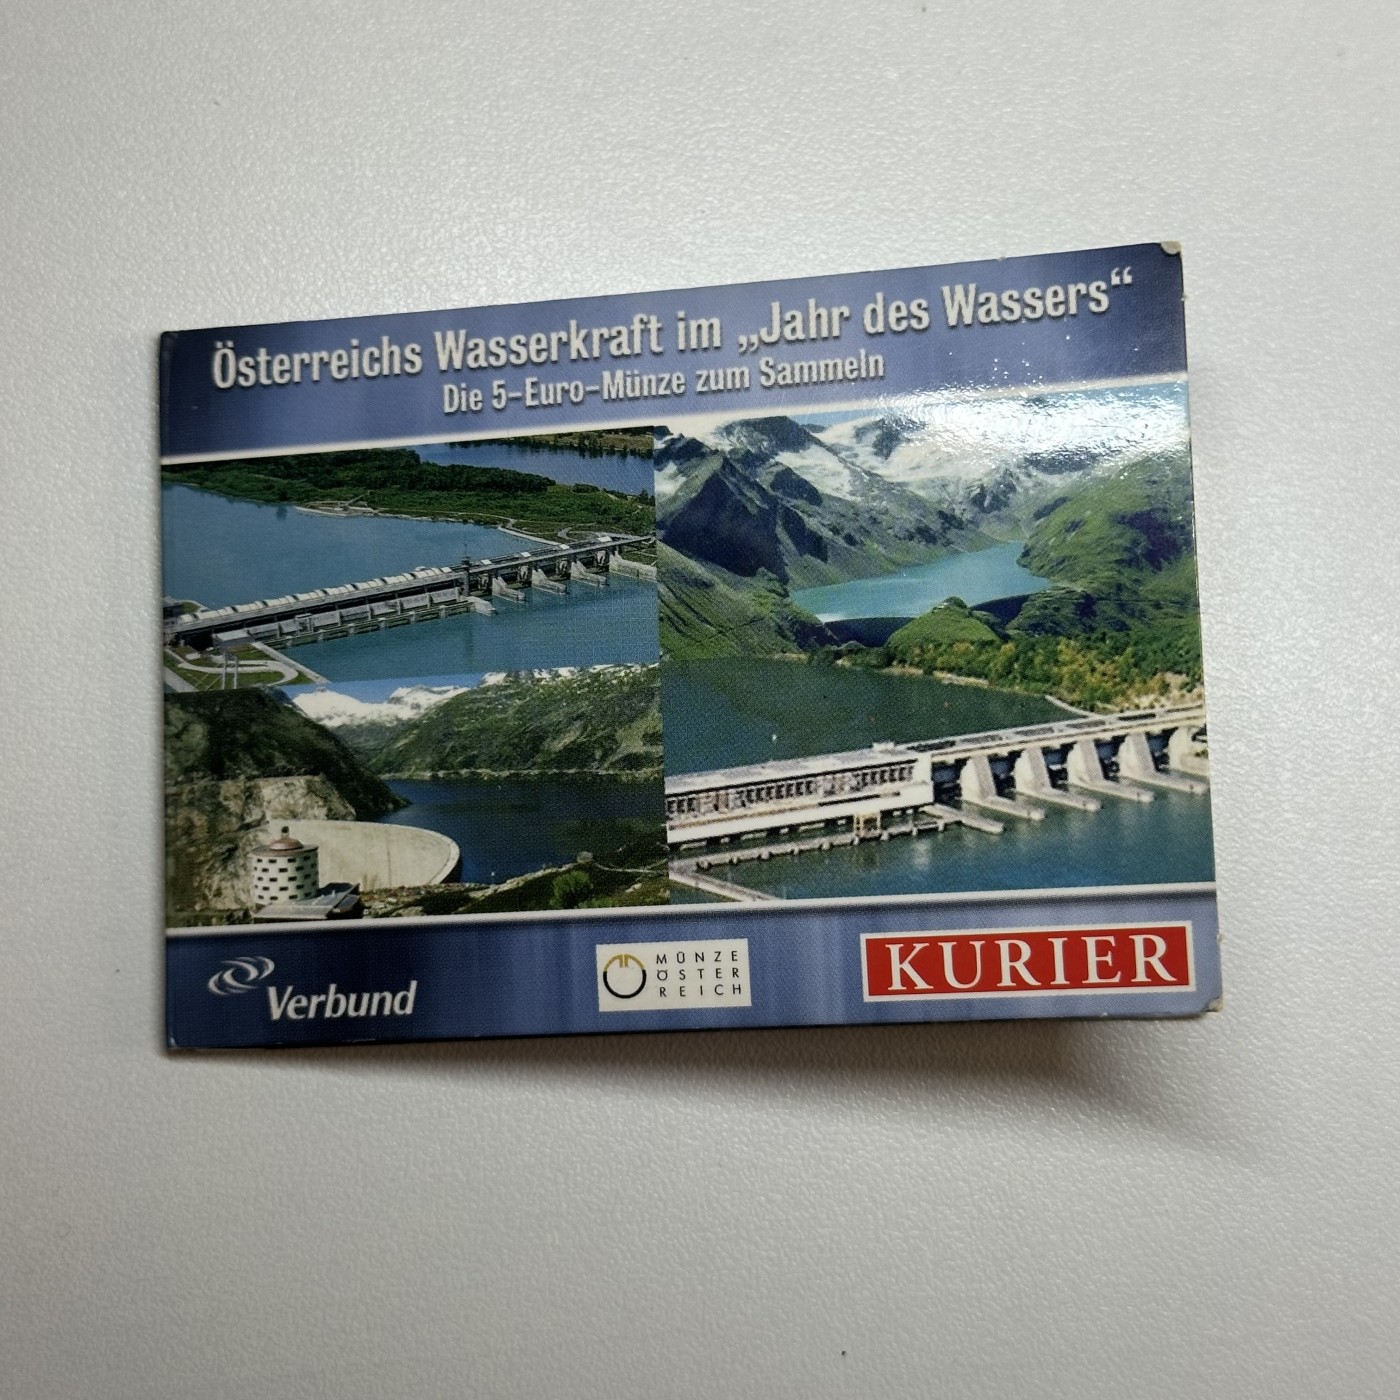 Österreichs Wasserkraft im „Jahr des Wassers“
Die 5-Euro-Münze zum Sammeln
Verbund
MÜNZE
ÖSTER
REICH
KURIER